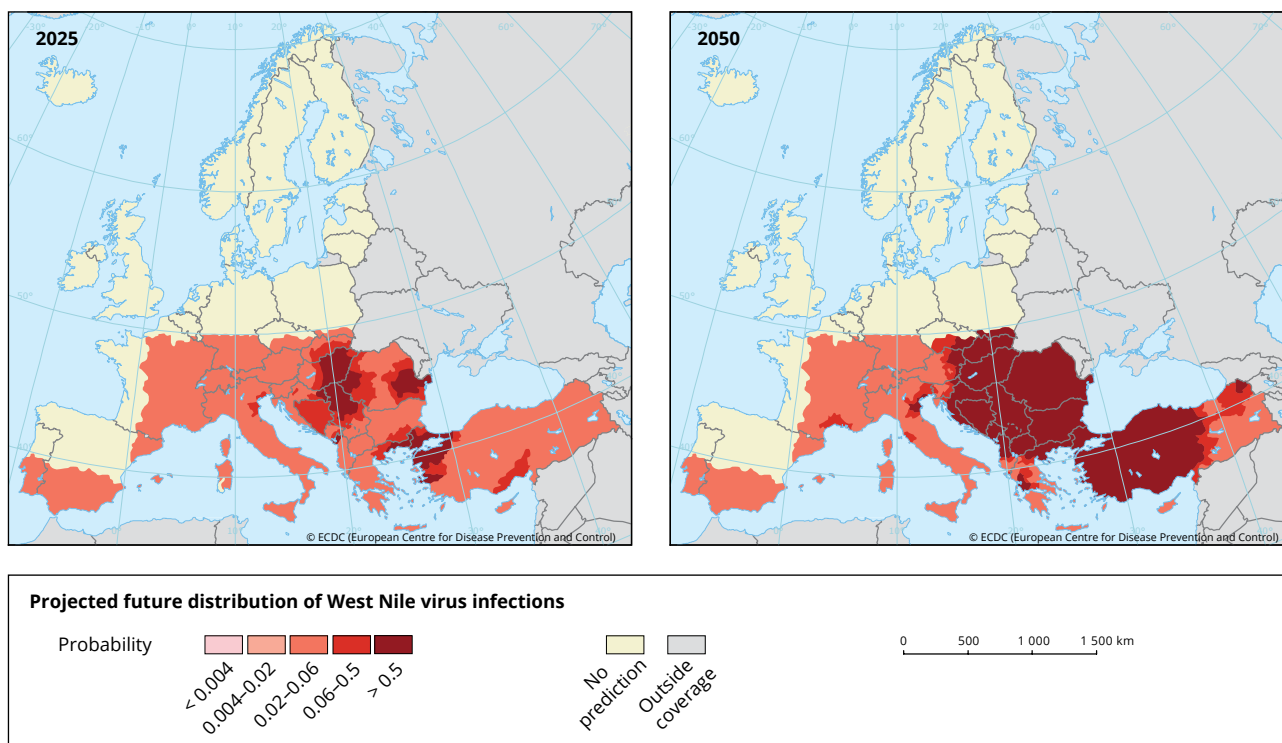 2025
2050
© ECDC (European Centre for Disease Prevention and Control)
© ECDC (European Centre for Disease Prevention and Control)
Projected future distribution of West Nile virus infections
Probability
< 0.004
0.004–0.02
0.02–0.06
0.06–0.5
> 0.5
No
prediction
Outside
coverage
0 500 1 000 1 500 km